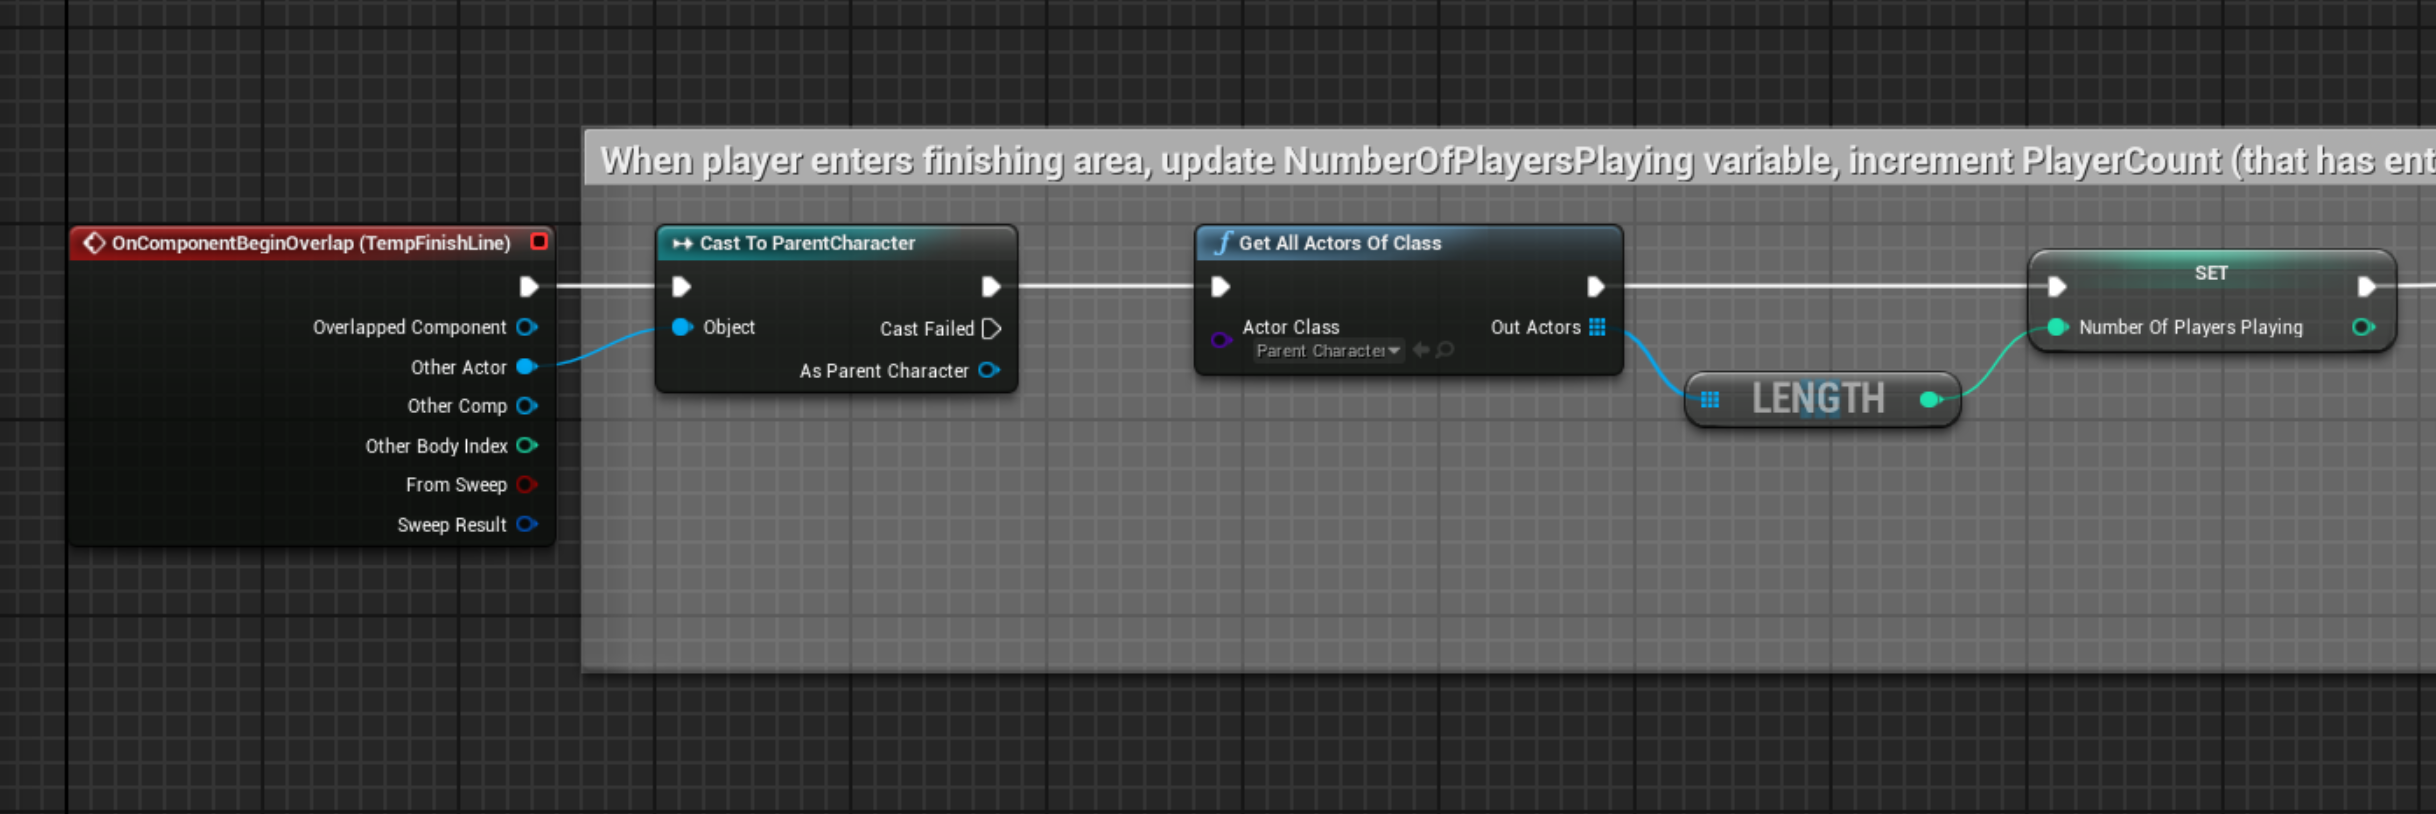 When player enters finishing area, update NumberOfPlayersPlaying variable, increment PlayerCount (that has ent
OnComponentBeginOverlap (TempFinishLine)
Overlapped Component
Other Actor
Other Comp
Other Body Index
From Sweep
Sweep Result
Cast To ParentCharacter
Object
Cast Failed
As Parent Character
Get All Actors Of Class
Actor Class
Parent Character
Out Actors
LENGTH
SET
Number Of Players Playing